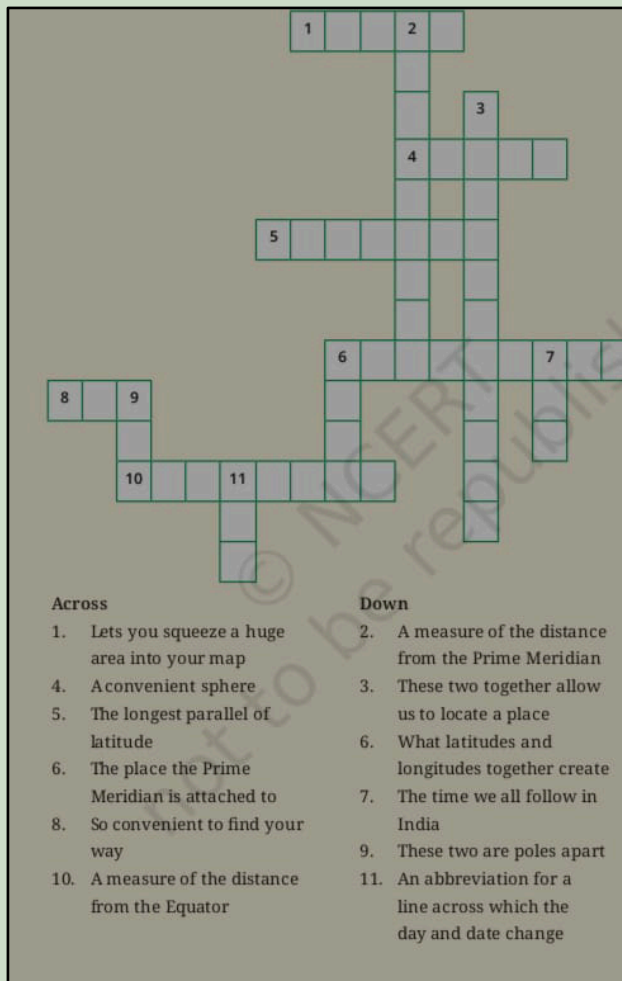 1 2
3
4
5
6 7
8 9
10 11
© NCERT
not to be republis
Across
1. Lets you squeeze a huge
area into your map
4. A convenient sphere
5. The longest parallel of
latitude
6. The place the Prime
Meridian is attached to
8. So convenient to find your
way
10. A measure of the distance
from the Equator
Down
2. A measure of the distance
from the Prime Meridian
3. These two together allow
us to locate a place
6. What latitudes and
longitudes together create
7. The time we all follow in
India
9. These two are poles apart
11. An abbreviation for a
line across which the
day and date change